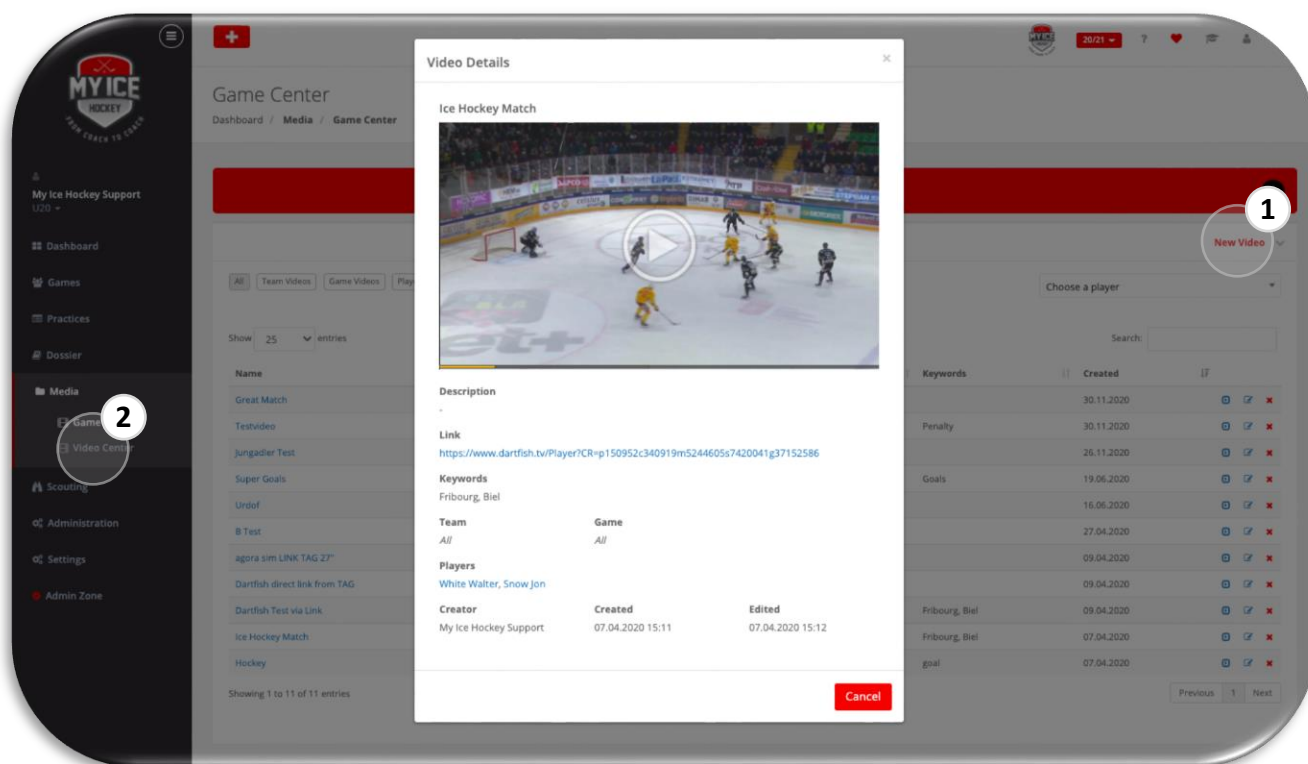 MY ICE
HOCKEY
FROM COACH TO COACH
My Ice Hockey Support
U20
Dashboard
Games
Practices
Dossier
Media
Game
2
Video Center
Scouting
Administration
Settings
Admin Zone
20/21
?
Game Center
Dashboard / Media / Game Center
1
New Video
All
Team Videos
Game Videos
Choose a player
Show 25 entries
Search:
Name
Keywords
Created
Great Match
30.11.2020
Testvideo
Penalty
30.11.2020
Jungadler Test
26.11.2020
Super Goals
Goals
19.06.2020
Urdof
16.06.2020
B Test
27.04.2020
agora sim LINK TAG 27"
09.04.2020
Dartfish direct link from TAG
09.04.2020
Dartfish Test via Link
Fribourg, Biel
09.04.2020
Ice Hockey Match
Fribourg, Biel
07.04.2020
Hockey
goal
07.04.2020
Showing 1 to 11 of 11 entries
Previous 1 Next
Video Details
×
Ice Hockey Match
Description
-
Link
https://www.dartfish.tv/Player?CR=p150952c340919m5244605s7420041g37152586
Keywords
Fribourg, Biel
Team Game
All All
Players
White Walter, Snow Jon
Creator Created Edited
My Ice Hockey Support 07.04.2020 15:11 07.04.2020 15:12
Cancel